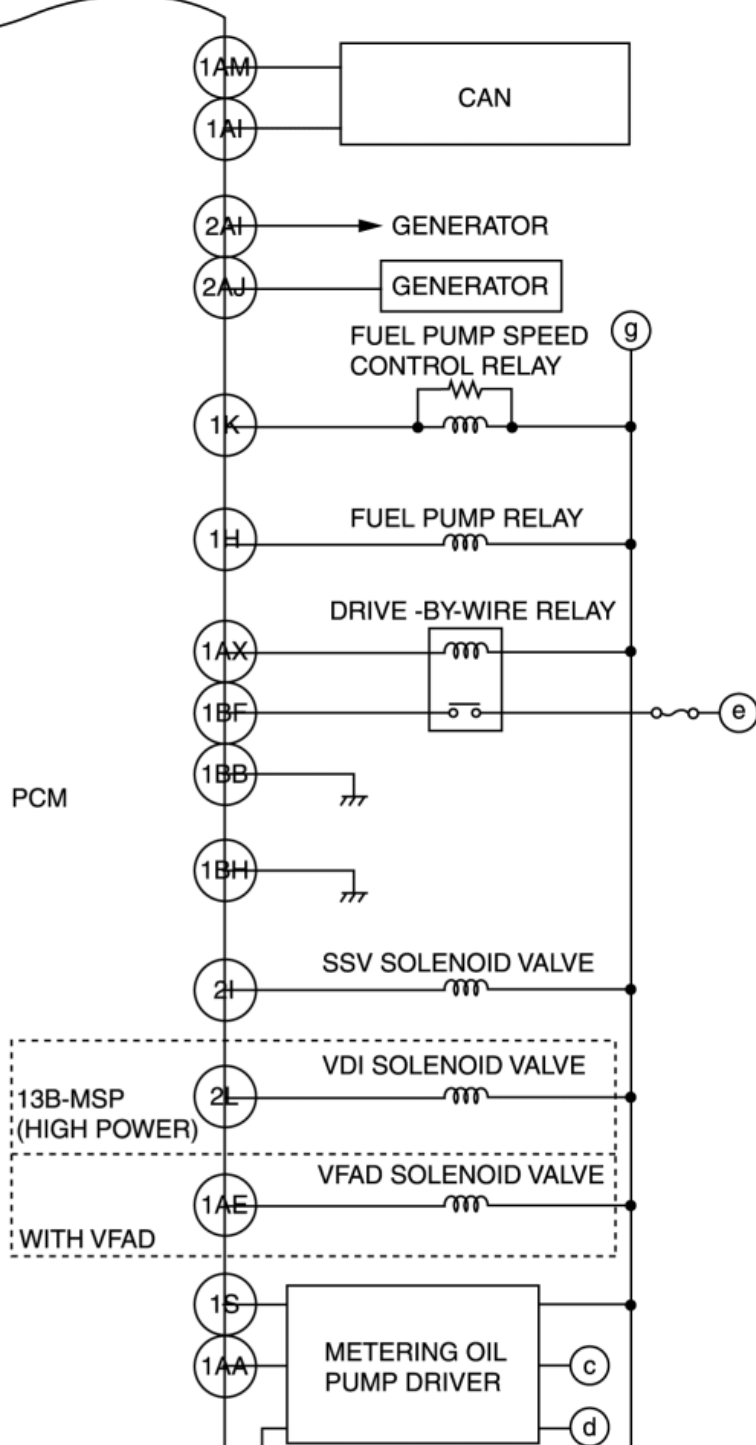 1AM
CAN
1AI
2AI
GENERATOR
2AJ
GENERATOR
g
FUEL PUMP SPEED
CONTROL RELAY
1K
FUEL PUMP RELAY
1H
DRIVE -BY-WIRE RELAY
1AX
1BF
e
1BB
PCM
1BH
SSV SOLENOID VALVE
2I
VDI SOLENOID VALVE
13B-MSP
(HIGH POWER)
2L
VFAD SOLENOID VALVE
1AE
WITH VFAD
1S
METERING OIL
PUMP DRIVER
1AA
c
d